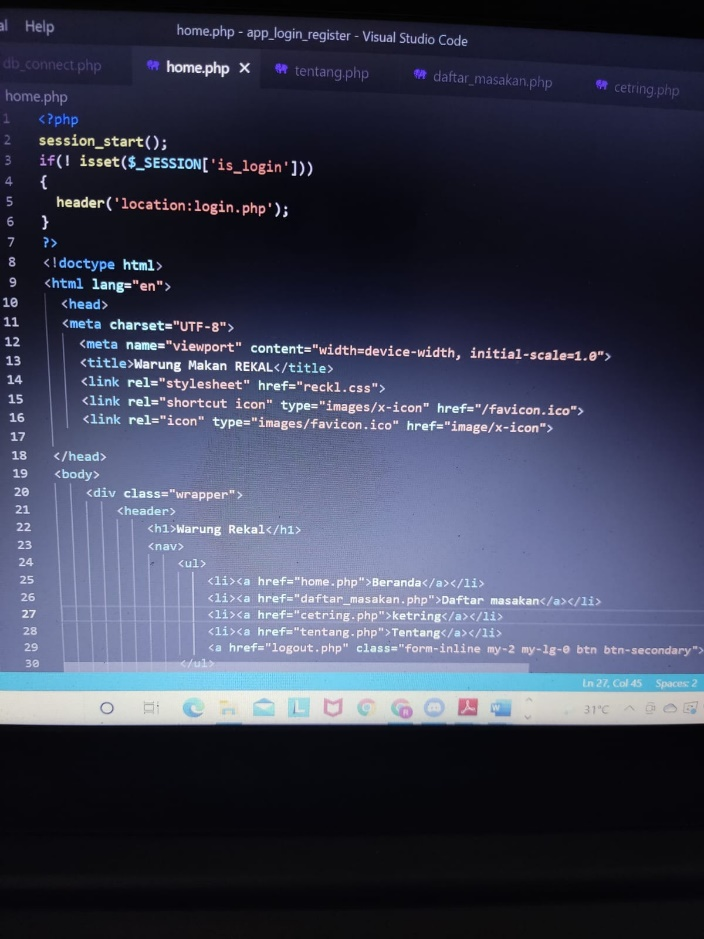 al Help
home.php - app_login_register - Visual Studio Code
db_connect.php
home.php ×
tentang.php
daftar_masakan.php
cetring.php
home.php
1 <?php
2 session_start();
3 if(! isset($_SESSION['is_login']))
4 {
5 header('location:login.php');
6 }
7 ?>
8 <!doctype html>
9 <html lang="en">
10 <head>
11 <meta charset="UTF-8">
12 <meta name="viewport" content="width=device-width, initial-scale=1.0">
13 <title>Warung Makan REKAL</title>
14 <link rel="stylesheet" href="reckl.css">
15 <link rel="shortcut icon" type="images/x-icon" href="/favicon.ico">
16 <link rel="icon" type="images/favicon.ico" href="image/x-icon">
17
18 </head>
19 <body>
20 <div class="wrapper">
21 <header>
22 <h1>Warung Rekal</h1>
23 <nav>
24 <ul>
25 <li><a href="home.php">Beranda</a></li>
26 <li><a href="daftar_masakan.php">Daftar masakan</a></li>
27 <li><a href="cetring.php">ketring</a></li>
28 <li><a href="tentang.php">Tentang</a></li>
29 <a href="logout.php" class="form-inline my-2 my-lg-0 btn btn-secondary">
30 </ul>
Ln 27, Col 45 Spaces: 2
31°C